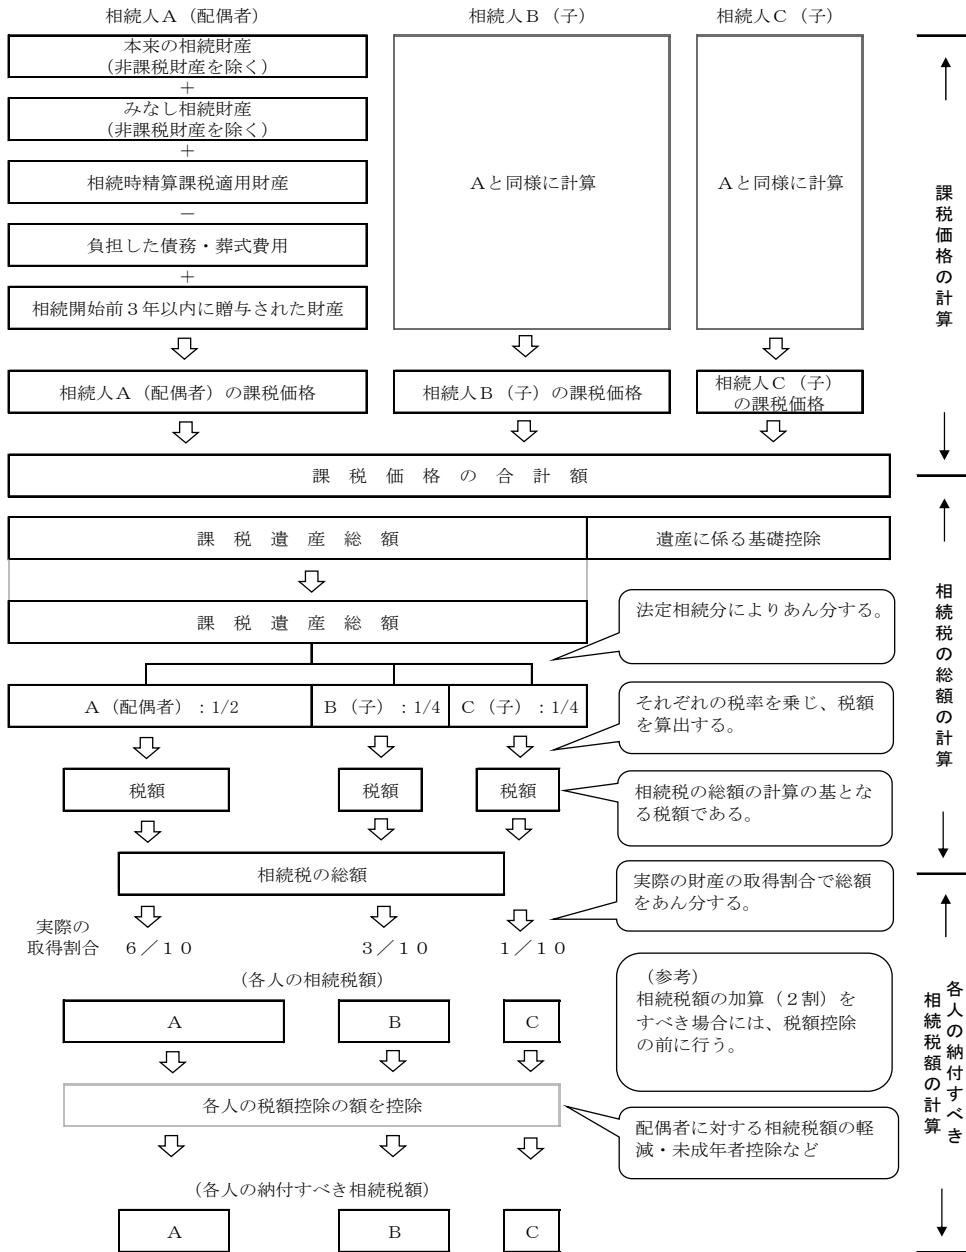 相続人A（配偶者）
相続人B（子）
相続人C（子）
本来の相続財産
（非課税財産を除く）
＋
みなし相続財産
（非課税財産を除く）
＋
相続時精算課税適用財産
－
負担した債務・葬式費用
＋
相続開始前３年以内に贈与された財産
Aと同様に計算
Aと同様に計算
課税価格の計算
相続人A（配偶者）の課税価格
相続人B（子）の課税価格
相続人C（子）
の課税価格
課税価格の合計額
課税遺産総額
遺産に係る基礎控除
課税遺産総額
法定相続分によりあん分する。
A（配偶者）：1/2
B（子）：1/4
C（子）：1/4
それぞれの税率を乗じ、税額
を算出する。
相続税の総額の計算
税額
税額
税額
相続税の総額の計算の基とな
る税額である。
相続税の総額
実際の財産の取得割合で総額
をあん分する。
実際の
取得割合
６／１０
３／１０
１／１０
（各人の相続税額）
（参考）
相続税額の加算（２割）を
すべき場合には、税額控除
の前に行う。
A
B
C
各人の納付すべき
相続税額の計算
各人の税額控除の額を控除
配偶者に対する相続税額の軽
減・未成年者控除など
（各人の納付すべき相続税額）
A
B
C